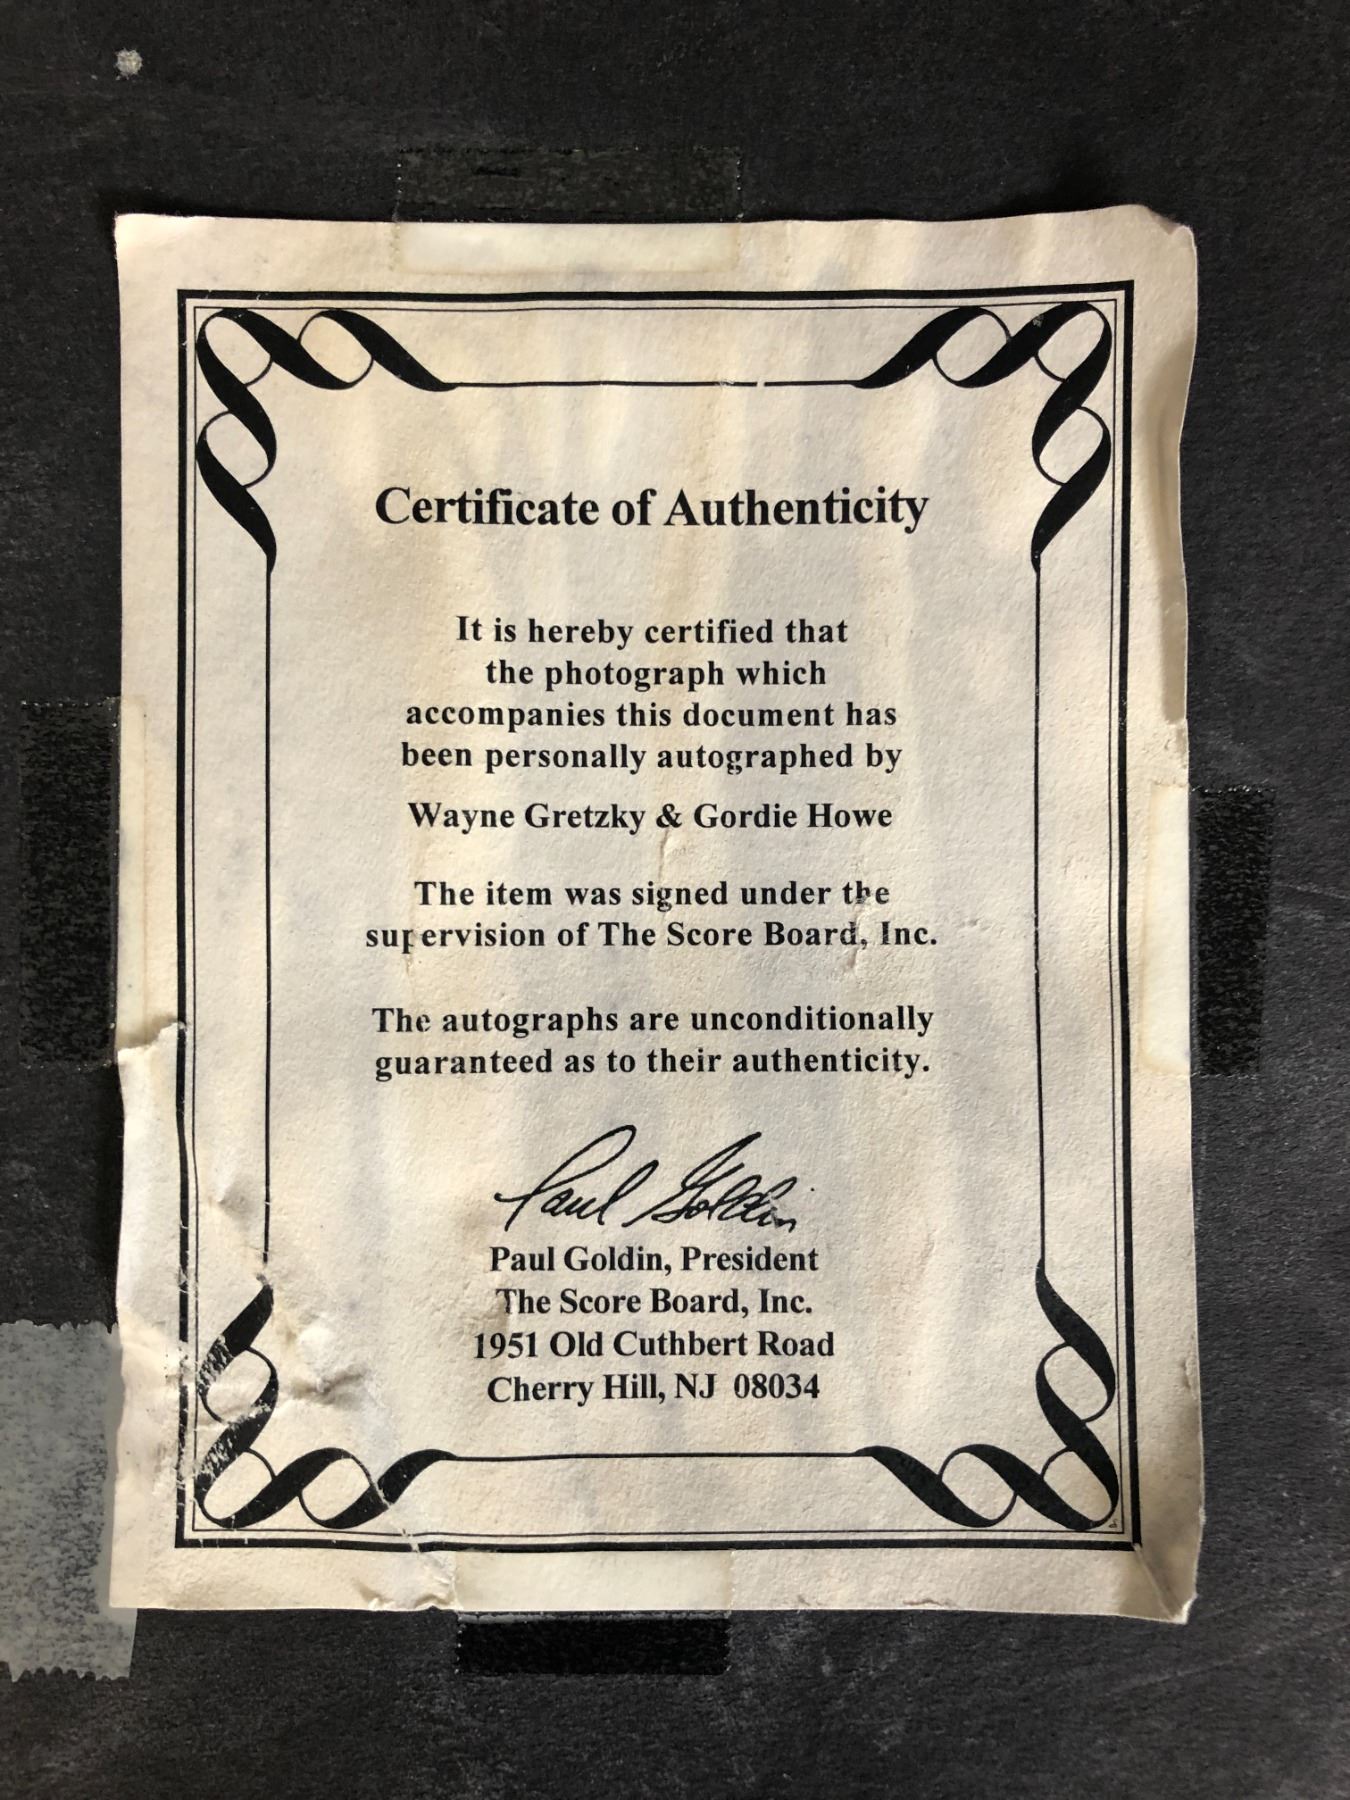 Certificate of Authenticity
It is hereby certified that
the photograph which
accompanies this document has
been personally autographed by
Wayne Gretzky & Gordie Howe
The item was signed under the
supervision of The Score Board, Inc.
The autographs are unconditionally
guaranteed as to their authenticity.
Paul Goldin
Paul Goldin, President
The Score Board, Inc.
1951 Old Cuthbert Road
Cherry Hill, NJ 08034